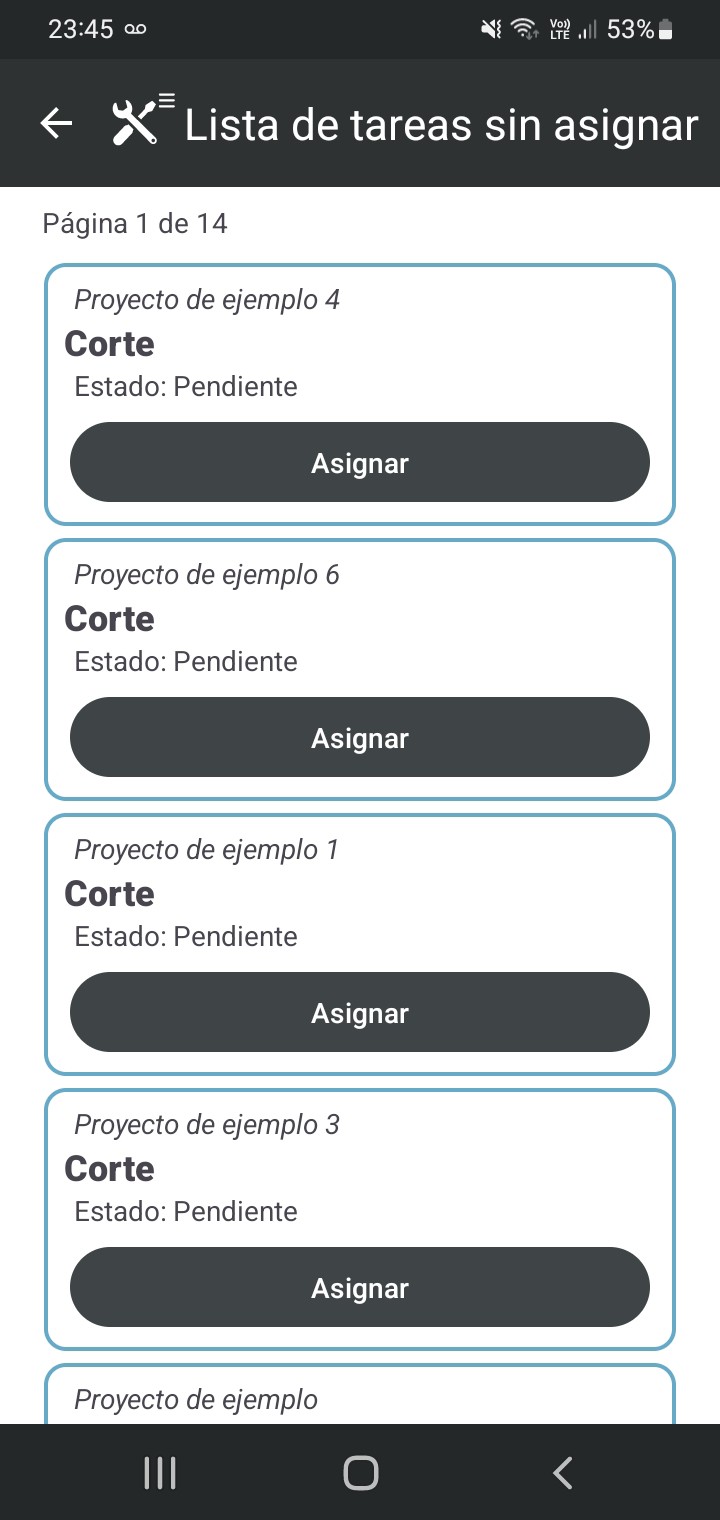 23:45
Vo)) LTE 53%
Lista de tareas sin asignar
Página 1 de 14
Proyecto de ejemplo 4
Corte
Estado: Pendiente
Asignar
Proyecto de ejemplo 6
Corte
Estado: Pendiente
Asignar
Proyecto de ejemplo 1
Corte
Estado: Pendiente
Asignar
Proyecto de ejemplo 3
Corte
Estado: Pendiente
Asignar
Proyecto de ejemplo